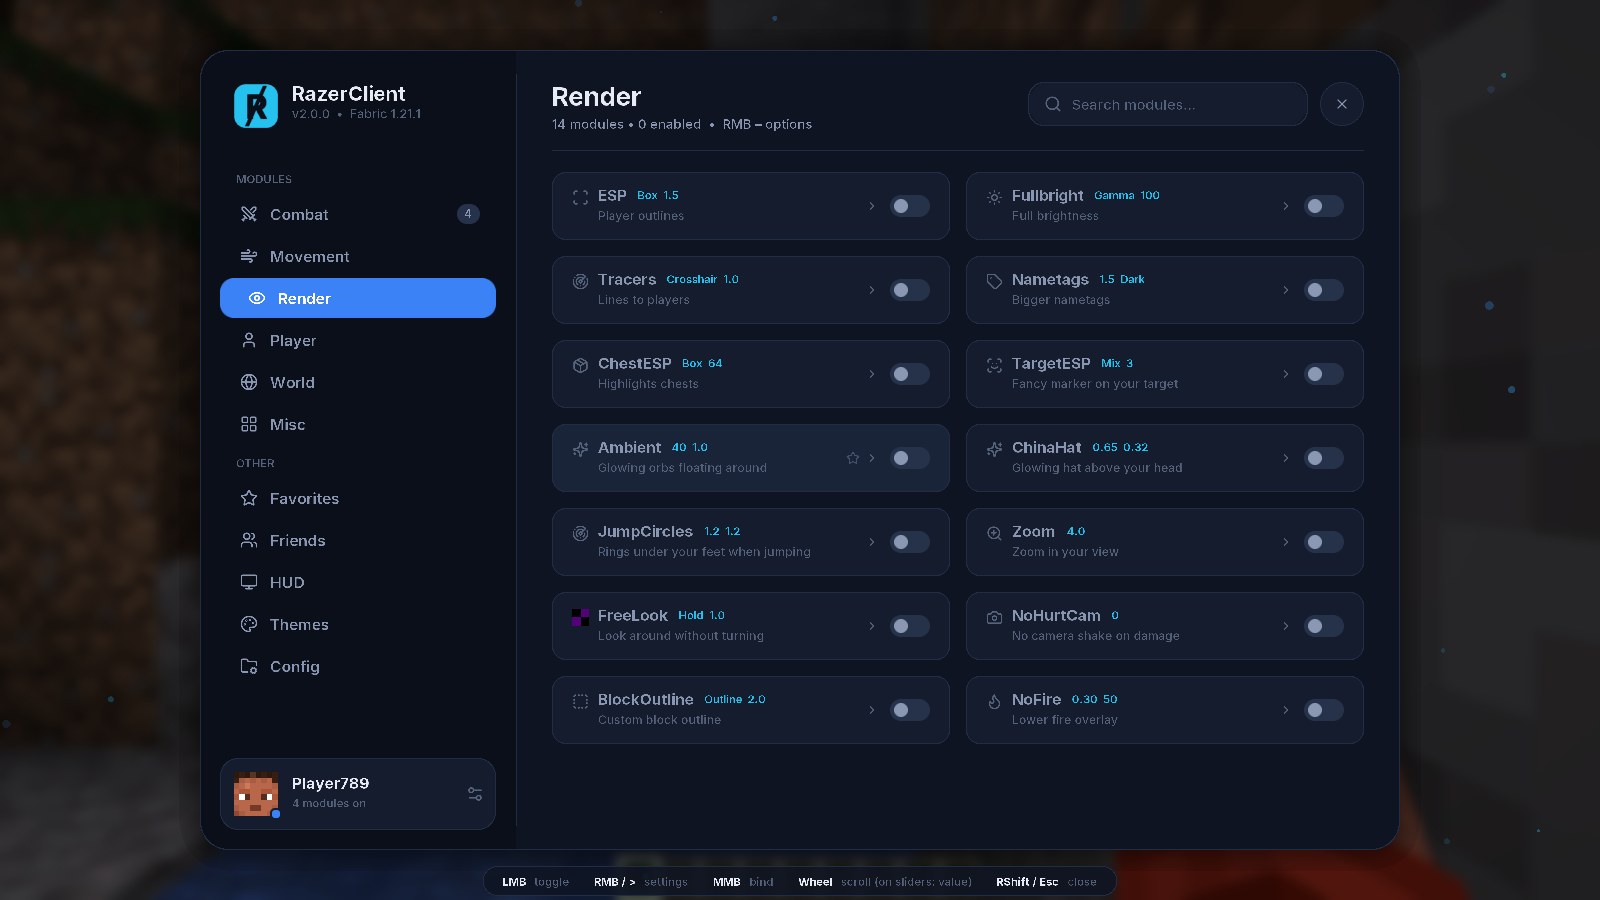 RazerClient
v2.0.0 • Fabric 1.21.1
MODULES
Combat 4
Movement
Render
Player
World
Misc
OTHER
Favorites
Friends
HUD
Themes
Config
Player789
4 modules on
Render
14 modules • 0 enabled • RMB – options
Search modules...
ESP Box 1.5
Player outlines
Fullbright Gamma 100
Full brightness
Tracers Crosshair 1.0
Lines to players
Nametags 1.5 Dark
Bigger nametags
ChestESP Box 64
Highlights chests
TargetESP Mix 3
Fancy marker on your target
Ambient 40 1.0
Glowing orbs floating around
ChinaHat 0.65 0.32
Glowing hat above your head
JumpCircles 1.2 1.2
Rings under your feet when jumping
Zoom 4.0
Zoom in your view
FreeLook Hold 1.0
Look around without turning
NoHurtCam 0
No camera shake on damage
BlockOutline Outline 2.0
Custom block outline
NoFire 0.30 50
Lower fire overlay
LMB toggle RMB / > settings MMB bind Wheel scroll (on sliders: value) RShift / Esc close